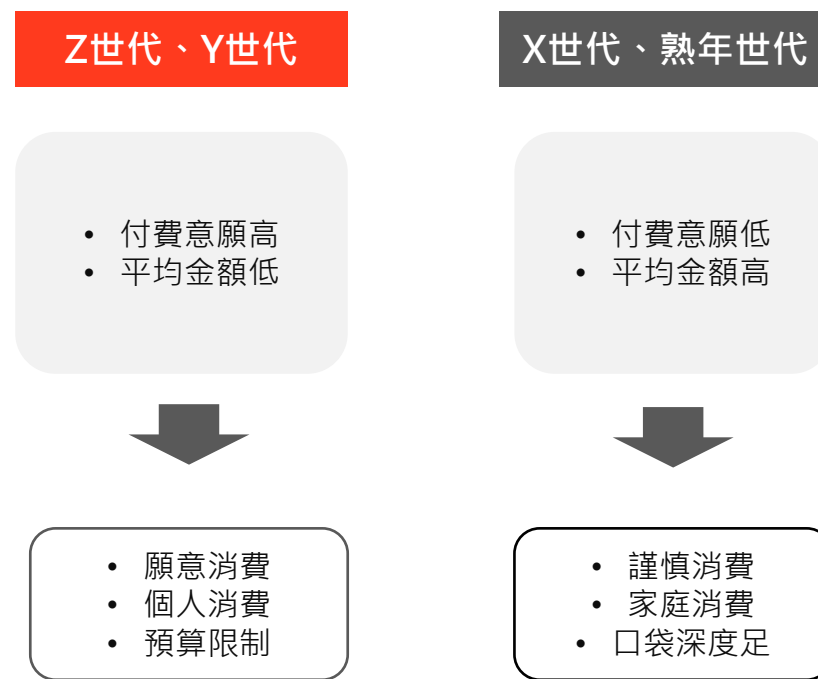 Z世代、Y世代
• 付費意願高
• 平均金額低
• 願意消費
• 個人消費
• 預算限制
X世代、熟年世代
• 付費意願低
• 平均金額高
• 謹慎消費
• 家庭消費
• 口袋深度足